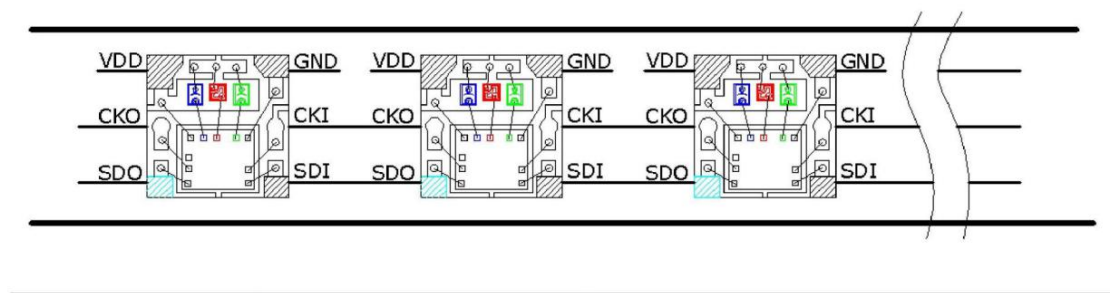 VDD GND VDD GND VDD GND
CKO CKI CKO CKI CKO CKI
SDO SDI SDO SDI SDO SDI